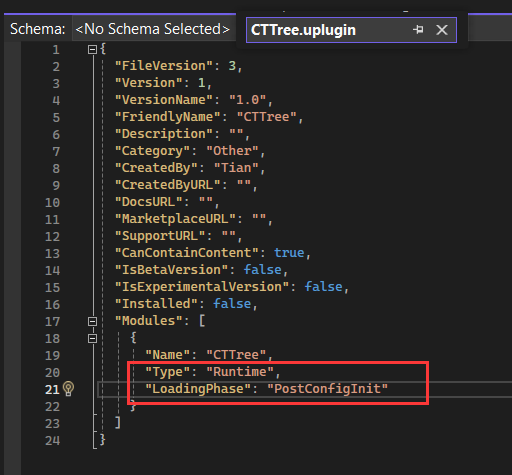 Schema: <No Schema Selected> CTTree.uplugin
1 {
2 "FileVersion": 3,
3 "Version": 1,
4 "VersionName": "1.0",
5 "FriendlyName": "CTTree",
6 "Description": "",
7 "Category": "Other",
8 "CreatedBy": "Tian",
9 "CreatedByURL": "",
10 "DocsURL": "",
11 "MarketplaceURL": "",
12 "SupportURL": "",
13 "CanContainContent": true,
14 "IsBetaVersion": false,
15 "IsExperimentalVersion": false,
16 "Installed": false,
17 "Modules": [
18 {
19 "Name": "CTTree",
20 "Type": "Runtime",
21 "LoadingPhase": "PostConfigInit"
22 }
23 ]
24 }